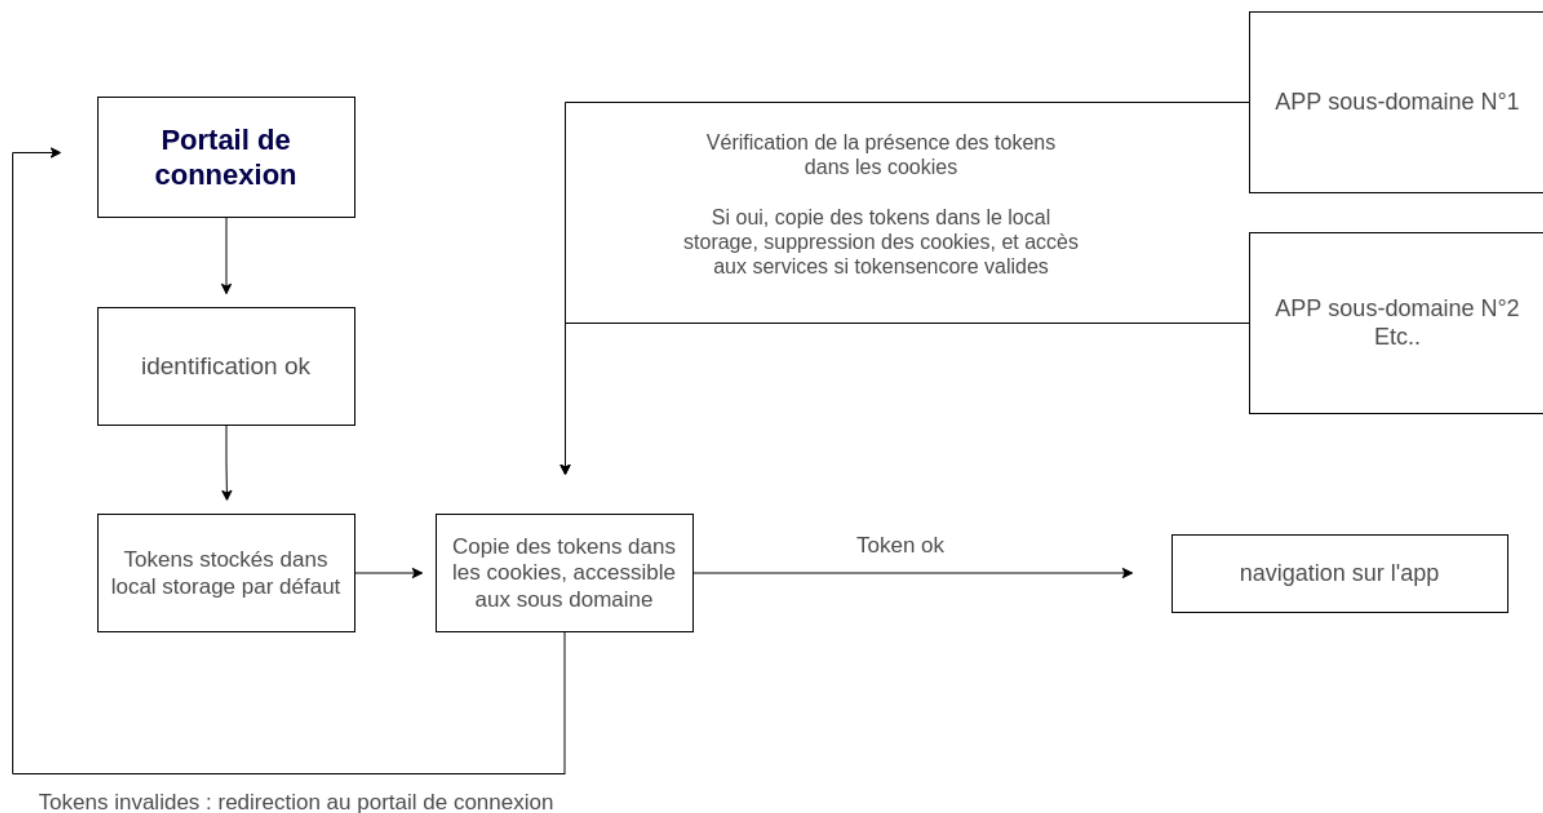 APP sous-domaine N°1
Portail de
connexion
Vérification de la présence des tokens
dans les cookies
Si oui, copie des tokens dans le local
storage, suppression des cookies, et accès
aux services si tokensencore valides
APP sous-domaine N°2
Etc..
identification ok
Tokens stockés dans
local storage par défaut
Copie des tokens dans
les cookies, accessible
aux sous domaine
Token ok
navigation sur l'app
Tokens invalides : redirection au portail de connexion